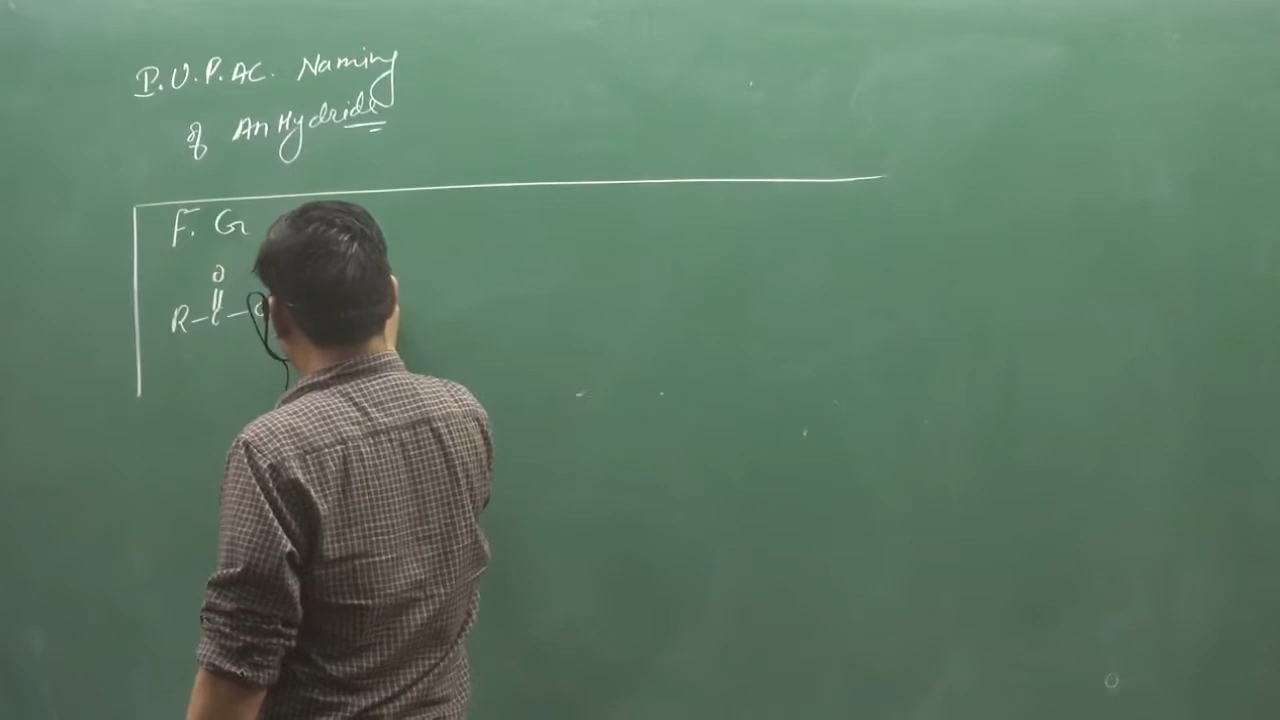 I.U.P.AC. Naming
of AnHydride
F. G
O
R-C-